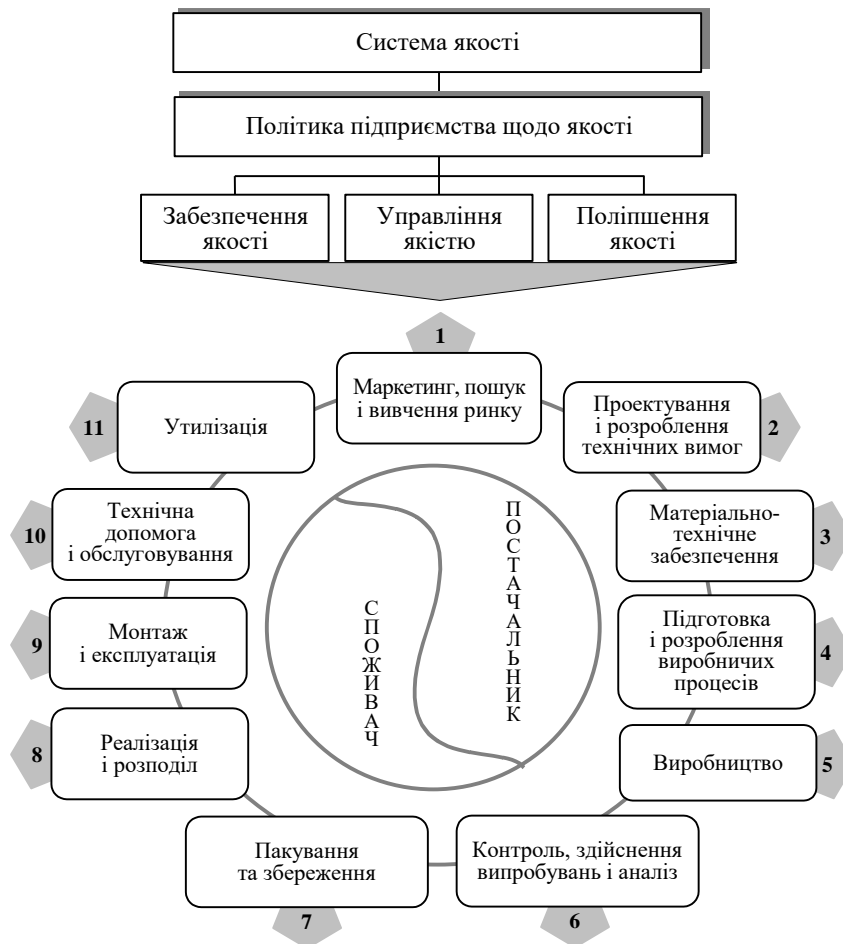 Система якості
Політика підприємства щодо якості
Забезпечення
якості
Управління
якістю
Поліпшення
якості
1
Маркетинг, пошук
і вивчення ринку
2
Проектування
і розроблення
технічних вимог
3
Матеріально-
технічне
забезпечення
4
Підготовка
і розроблення
виробничих
процесів
5
Виробництво
6
Контроль, здійснення
випробувань і аналіз
7
Пакування
та збереження
8
Реалізація
і розподіл
9
Монтаж
і експлуатація
10
Технічна
допомога
і обслуговування
11
Утилізація
СПОЖИВАЧ
ПОСТАЧАЛЬНИК